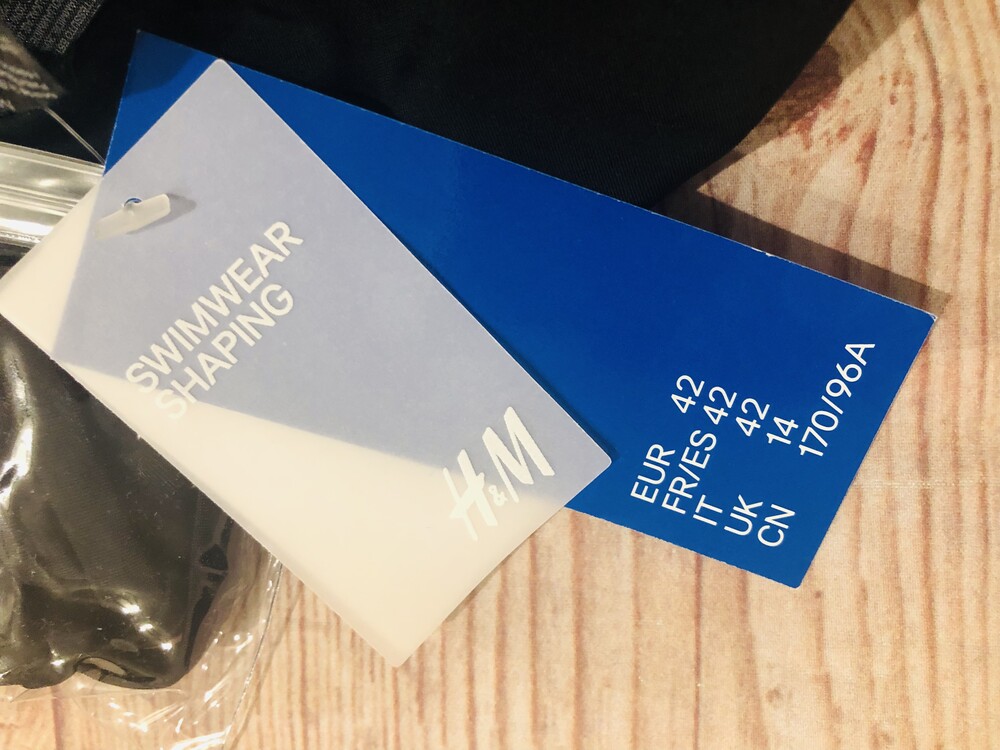 SWIMWEAR
SHAPING
H&M
EUR 42
FR/ES 42
IT 42
UK 14
CN 170/96A